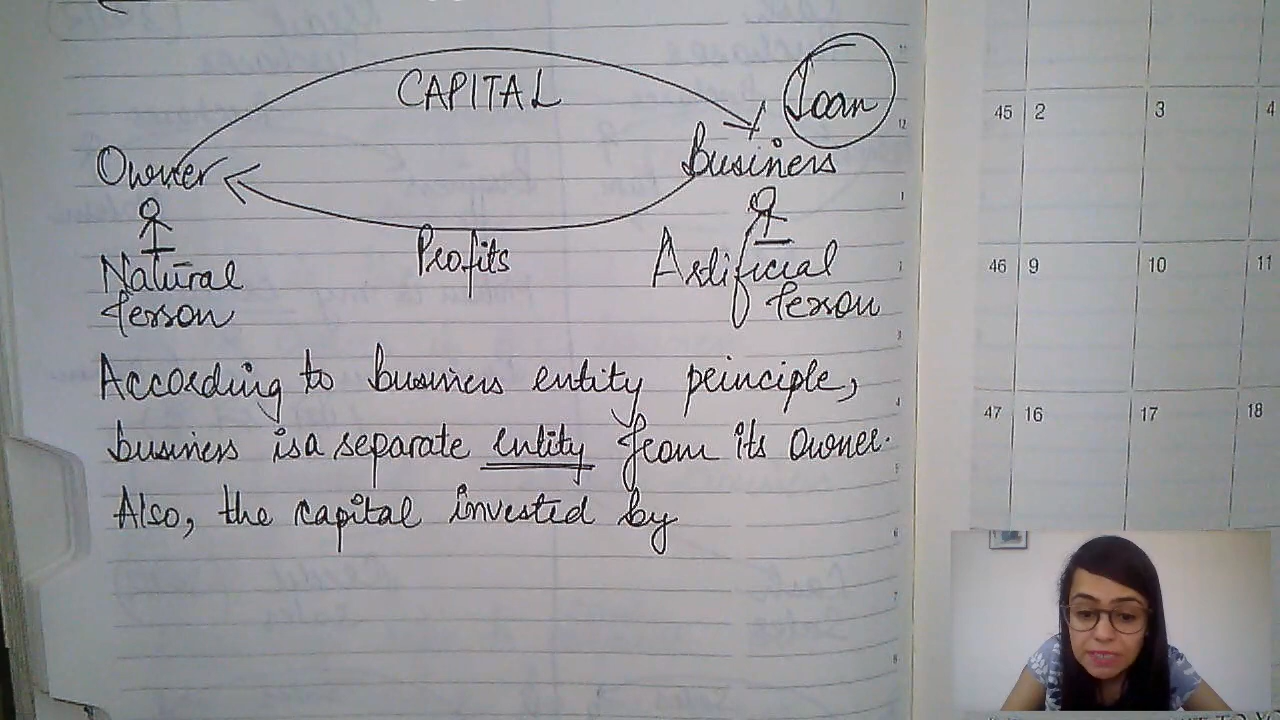 CAPITAL
Loan
Owner
Business
Natural
Person
Profits
Artificial
Person
According to business entity principle,
business is a separate entity from its owner.
Also, the capital invested by
45 2 3 4
46 9 10 11
47 16 17 18